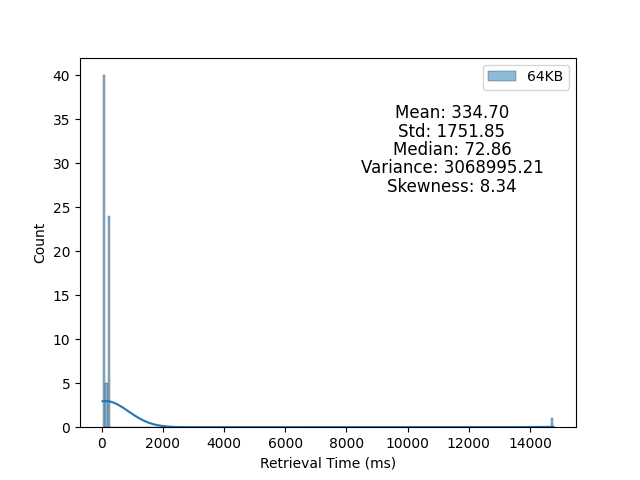 64KB
Mean: 334.70
Std: 1751.85
Median: 72.86
Variance: 3068995.21
Skewness: 8.34
40
35
30
25
20
15
10
5
0
Count
0 2000 4000 6000 8000 10000 12000 14000
Retrieval Time (ms)